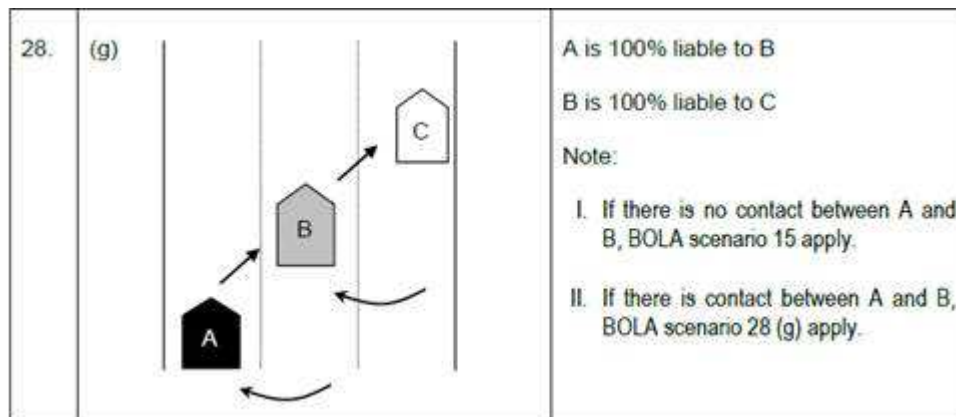 28.
(g)
A
B
C
A is 100% liable to B
B is 100% liable to C
Note:
I. If there is no contact between A and
B, BOLA scenario 15 apply.
II. If there is contact between A and B,
BOLA scenario 28 (g) apply.